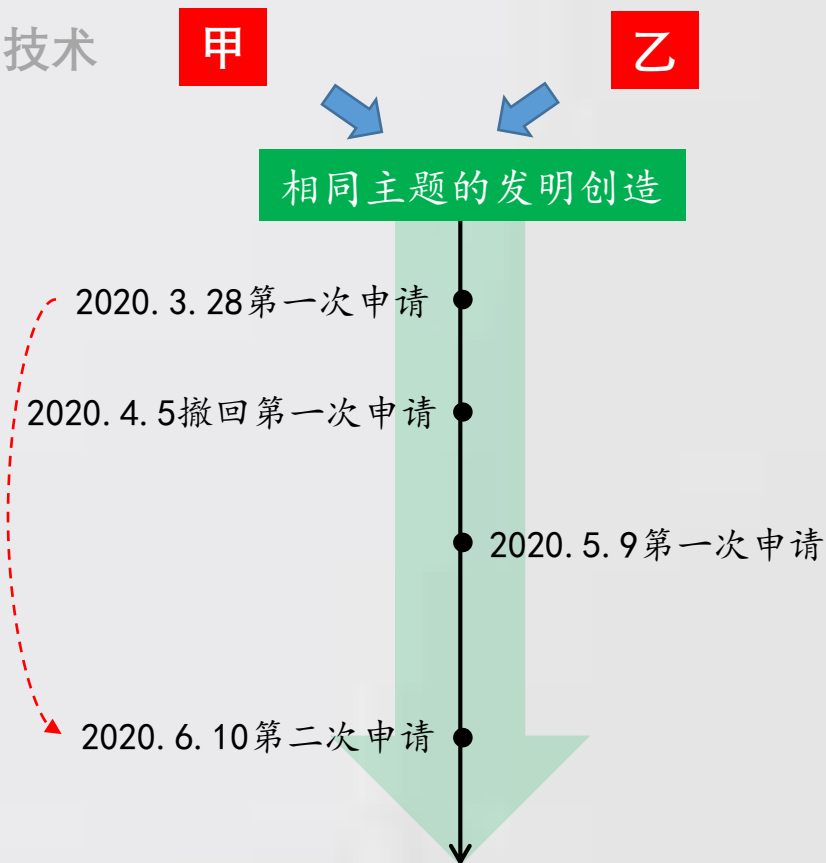 技术
甲
乙
相同主题的发明创造
2020.3.28第一次申请
2020.4.5撤回第一次申请
2020.5.9第一次申请
2020.6.10第二次申请